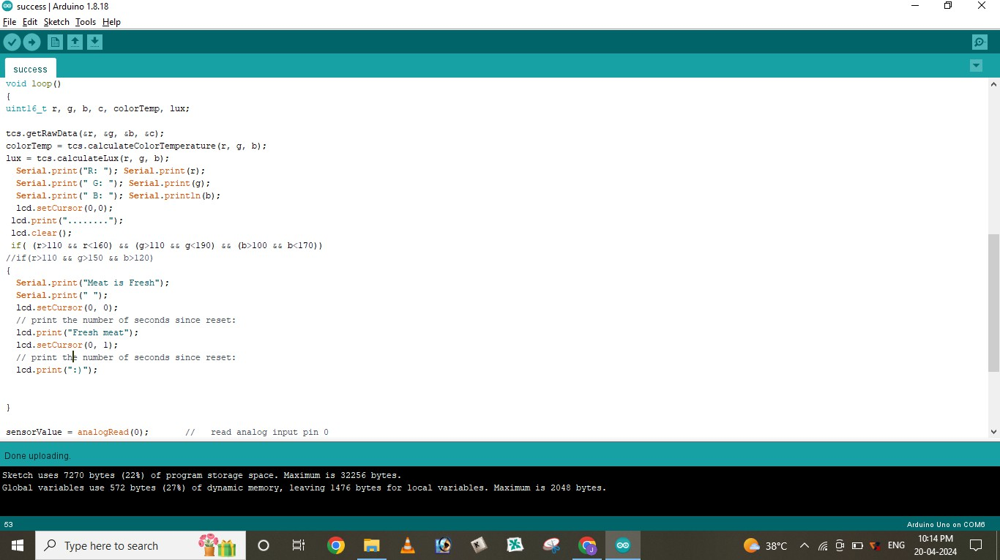 success | Arduino 1.8.18
File Edit Sketch Tools Help
success
void loop()
{
uint16_t r, g, b, c, colorTemp, lux;
tcs.getRawData(&r, &g, &b, &c);
colorTemp = tcs.calculateColorTemperature(r, g, b);
lux = tcs.calculateLux(r, g, b);
Serial.print("R: "); Serial.print(r);
Serial.print(" G: "); Serial.print(g);
Serial.print(" B: "); Serial.println(b);
lcd.setCursor(0,0);
lcd.print("........");
lcd.clear();
if( (r>110 && r<160) && (g>110 && g<190) && (b>100 && b<170))
//if(r>110 && g>150 && b>120)
{
Serial.print("Meat is Fresh");
Serial.print(" ");
lcd.setCursor(0, 0);
// print the number of seconds since reset:
lcd.print("Fresh meat");
lcd.setCursor(0, 1);
// print the number of seconds since reset:
lcd.print(":)");
}
sensorValue = analogRead(0); // read analog input pin 0
Done uploading.
Sketch uses 7270 bytes (22%) of program storage space. Maximum is 32256 bytes.
Global variables use 572 bytes (27%) of dynamic memory, leaving 1476 bytes for local variables. Maximum is 2048 bytes.
53
Arduino Uno on COM6
Type here to search
38°C
ENG
10:14 PM
20-04-2024